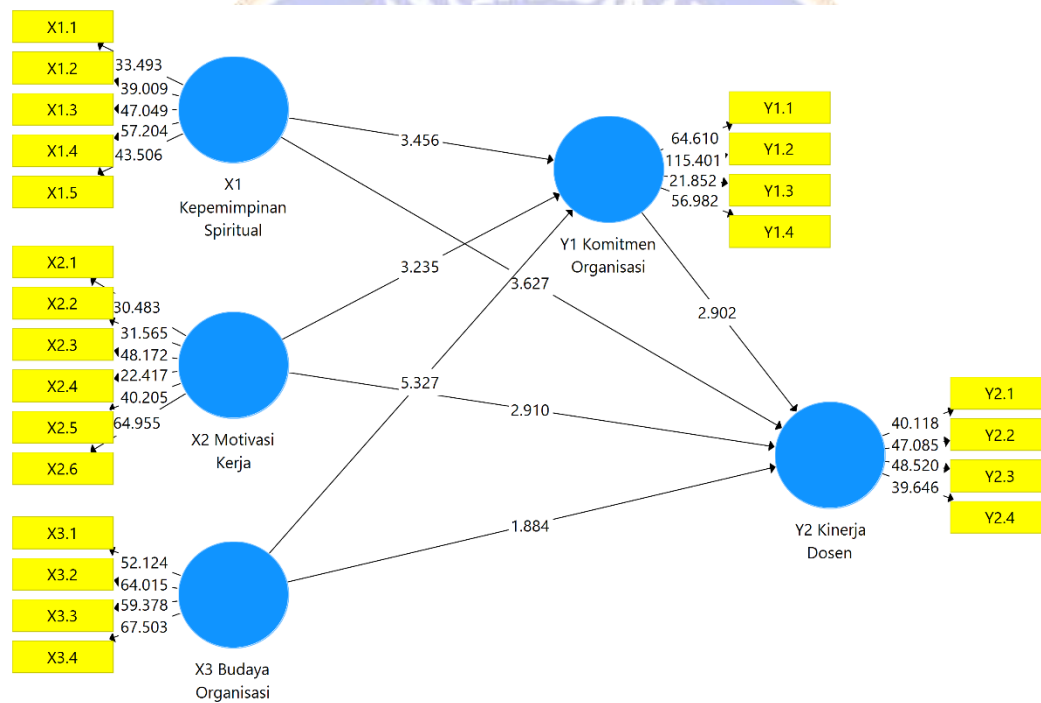 X1.1
X1.2
X1.3
X1.4
X1.5
33.493
39.009
47.049
57.204
43.506
X1
Kepemimpinan
Spiritual
3.456
3.627
X2.1
X2.2
X2.3
X2.4
X2.5
X2.6
30.483
31.565
48.172
22.417
40.205
64.955
X2 Motivasi
Kerja
3.235
2.910
X3.1
X3.2
X3.3
X3.4
52.124
64.015
59.378
67.503
X3 Budaya
Organisasi
5.327
1.884
Y1 Komitmen
Organisasi
64.610
115.401
21.852
56.982
Y1.1
Y1.2
Y1.3
Y1.4
2.902
Y2 Kinerja
Dosen
40.118
47.085
48.520
39.646
Y2.1
Y2.2
Y2.3
Y2.4